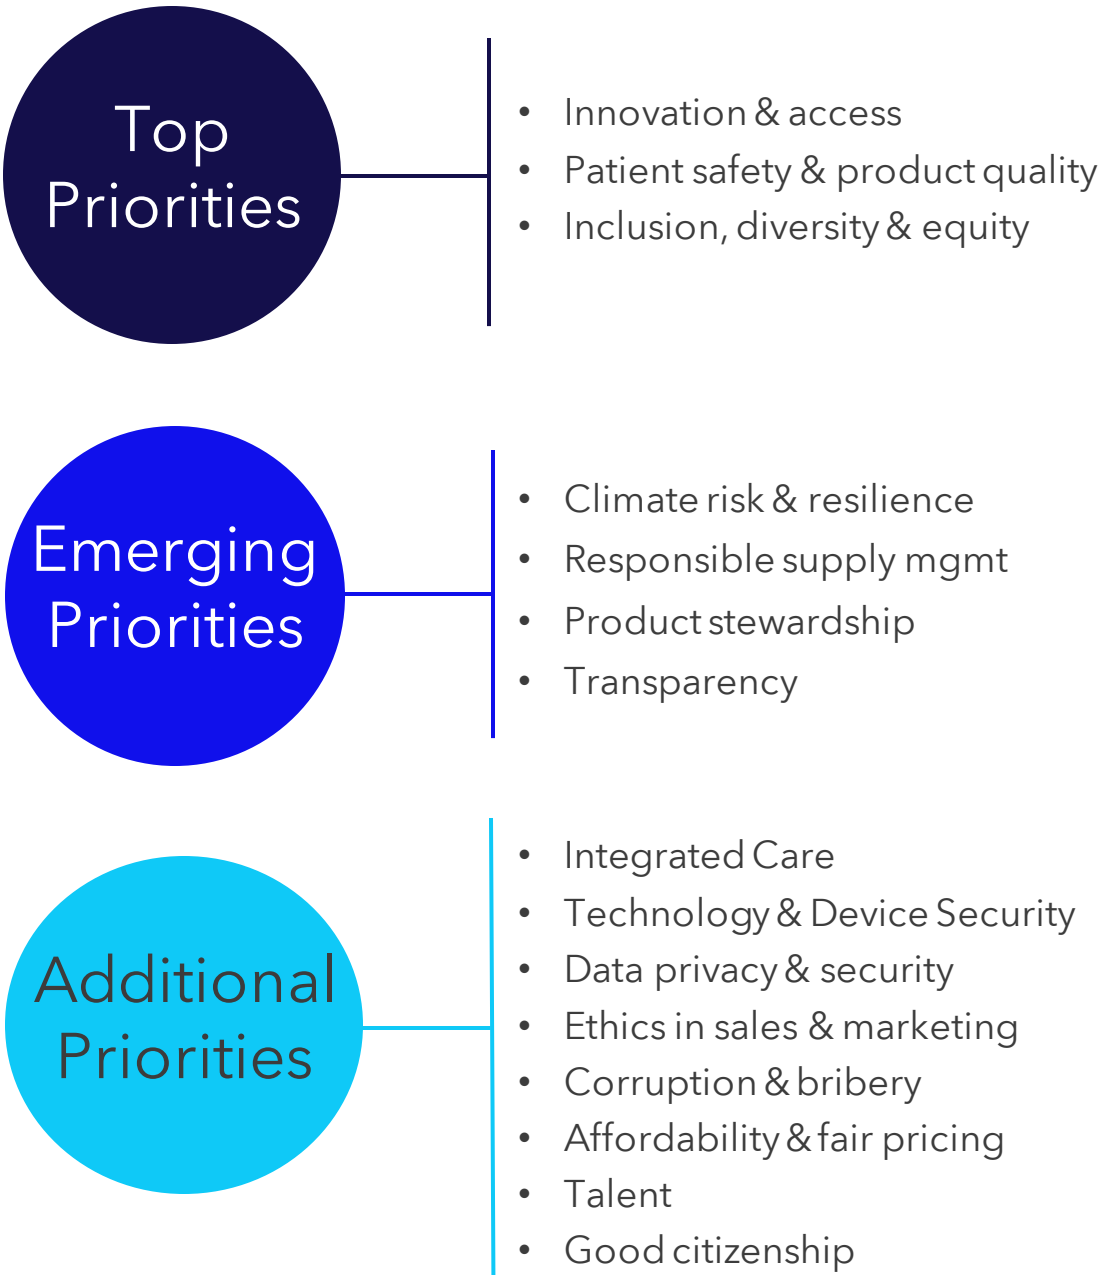 Top
Priorities
• Innovation & access
• Patient safety & product quality
• Inclusion, diversity & equity
Emerging
Priorities
• Climate risk & resilience
• Responsible supply mgmt
• Product stewardship
• Transparency
Additional
Priorities
• Integrated Care
• Technology & Device Security
• Data privacy & security
• Ethics in sales & marketing
• Corruption & bribery
• Affordability & fair pricing
• Talent
• Good citizenship